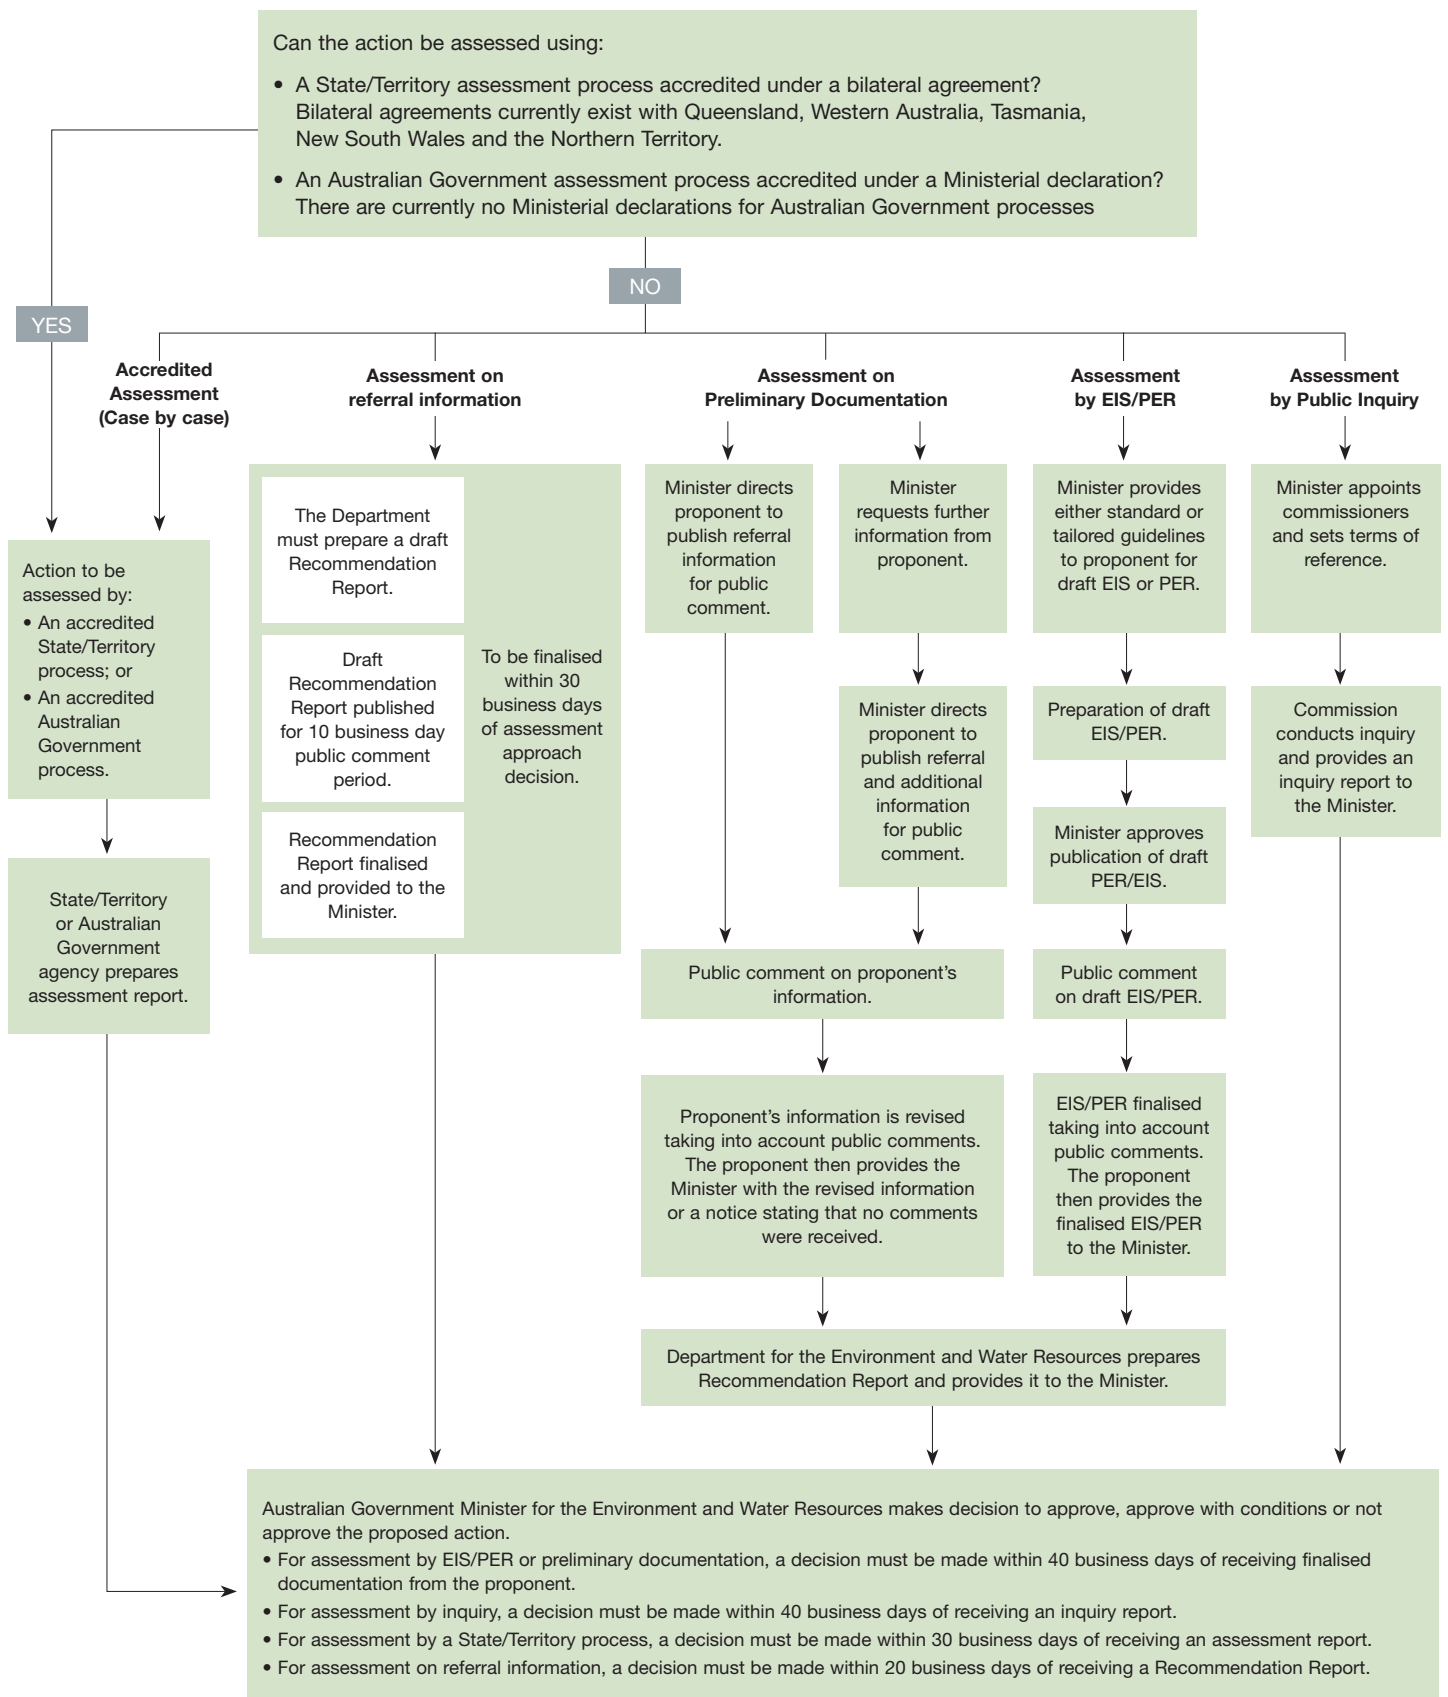 Can the action be assessed using:
• A State/Territory assessment process accredited under a bilateral agreement?
Bilateral agreements currently exist with Queensland, Western Australia, Tasmania,
New South Wales and the Northern Territory.
• An Australian Government assessment process accredited under a Ministerial declaration?
There are currently no Ministerial declarations for Australian Government processes
YES
NO
Accredited
Assessment
(Case by case)
Action to be
assessed by:
• An accredited
State/Territory
process; or
• An accredited
Australian
Government
process.
State/Territory
or Australian
Government
agency prepares
assessment report.
Assessment on
referral information
The Department
must prepare a draft
Recommendation
Report.
Draft
Recommendation
Report published
for 10 business day
public comment
period.
Recommendation
Report finalised
and provided to the
Minister.
To be finalised
within 30
business days
of assessment
approach
decision.
Assessment on
Preliminary Documentation
Minister directs
proponent to
publish referral
information
for public
comment.
Minister
requests further
information from
proponent.
Minister directs
proponent to
publish referral
and additional
information
for public
comment.
Public comment on proponent’s
information.
Proponent’s information is revised
taking into account public comments.
The proponent then provides the
Minister with the revised information
or a notice stating that no comments
were received.
Assessment
by EIS/PER
Minister provides
either standard or
tailored guidelines
to proponent for
draft EIS or PER.
Preparation of draft
EIS/PER.
Minister approves
publication of draft
PER/EIS.
Public comment
on draft EIS/PER.
EIS/PER finalised
taking into account
public comments.
The proponent
then provides the
finalised EIS/PER
to the Minister.
Department for the Environment and Water Resources prepares
Recommendation Report and provides it to the Minister.
Assessment
by Public Inquiry
Minister appoints
commissioners
and sets terms of
reference.
Commission
conducts inquiry
and provides an
inquiry report to
the Minister.
Australian Government Minister for the Environment and Water Resources makes decision to approve, approve with conditions or not
approve the proposed action.
• For assessment by EIS/PER or preliminary documentation, a decision must be made within 40 business days of receiving finalised
documentation from the proponent.
• For assessment by inquiry, a decision must be made within 40 business days of receiving an inquiry report.
• For assessment by a State/Territory process, a decision must be made within 30 business days of receiving an assessment report.
• For assessment on referral information, a decision must be made within 20 business days of receiving a Recommendation Report.